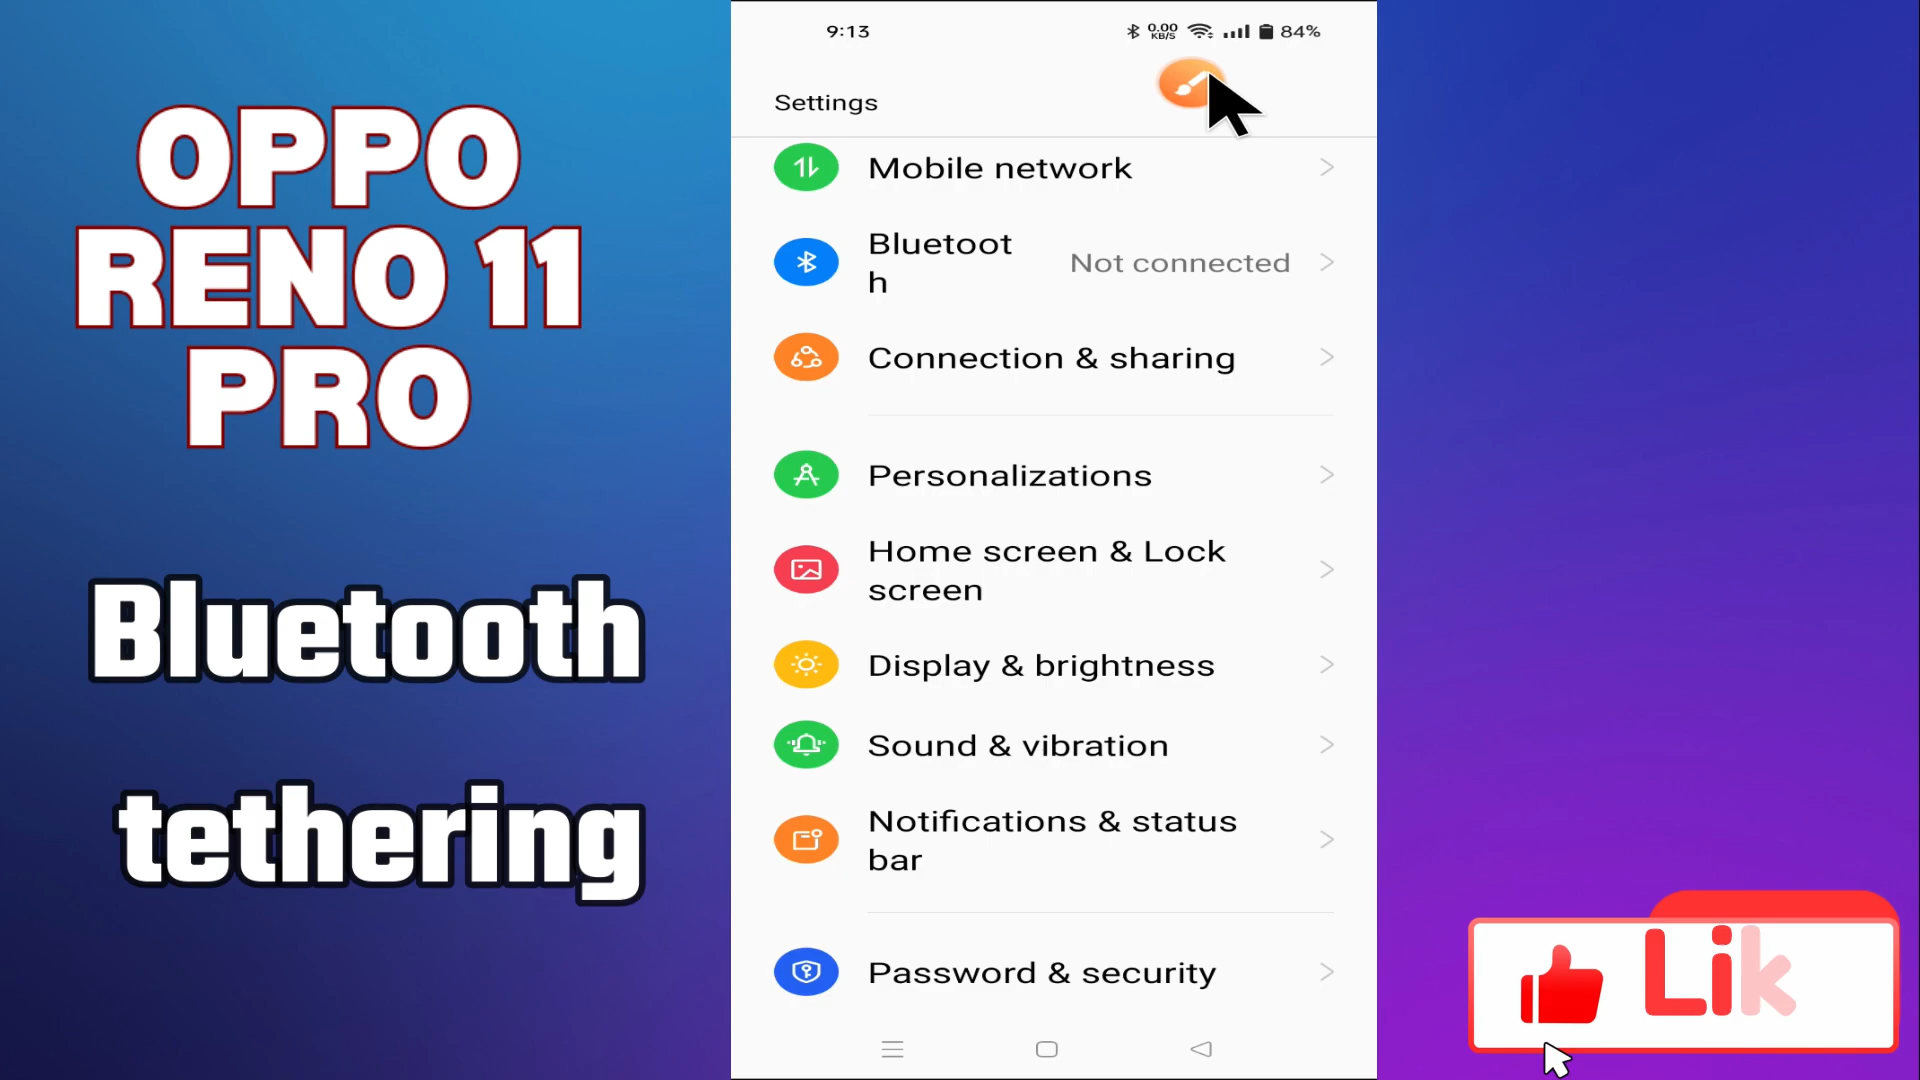 OPPO
RENO 11
PRO
Bluetooth
tethering
9:13
0.00
KB/S
84%
Settings
Mobile network
Bluetoot
h
Not connected
Connection & sharing
Personalizations
Home screen & Lock
screen
Display & brightness
Sound & vibration
Notifications & status
bar
Password & security
Lik